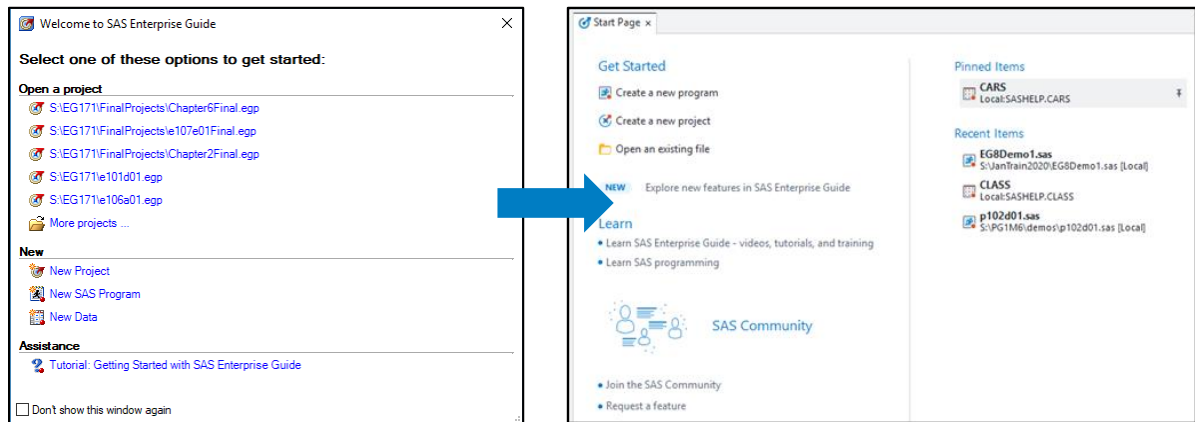 Welcome to SAS Enterprise Guide
Select one of these options to get started:
Open a project
S:\EG171\FinalProjects\Chapter6Final.egp
S:\EG171\FinalProjects\e107e01Final.egp
S:\EG171\FinalProjects\Chapter2Final.egp
S:\EG171\e101d01.egp
S:\EG171\e106a01.egp
More projects ...
New
New Project
New SAS Program
New Data
Assistance
Tutorial: Getting Started with SAS Enterprise Guide
Don't show this window again
Start Page
Get Started
Create a new program
Create a new project
Open an existing file
NEW Explore new features in SAS Enterprise Guide
Learn
• Learn SAS Enterprise Guide - videos, tutorials, and training
• Learn SAS programming
SAS Community
• Join the SAS Community
• Request a feature
Pinned Items
CARS
Local:SASHELP.CARS
Recent Items
EG8Demo1.sas
S:\JanTrain2020\EG8Demo1.sas [Local]
CLASS
Local:SASHELP.CLASS
p102d01.sas
S:\PG1M6\demos\p102d01.sas [Local]